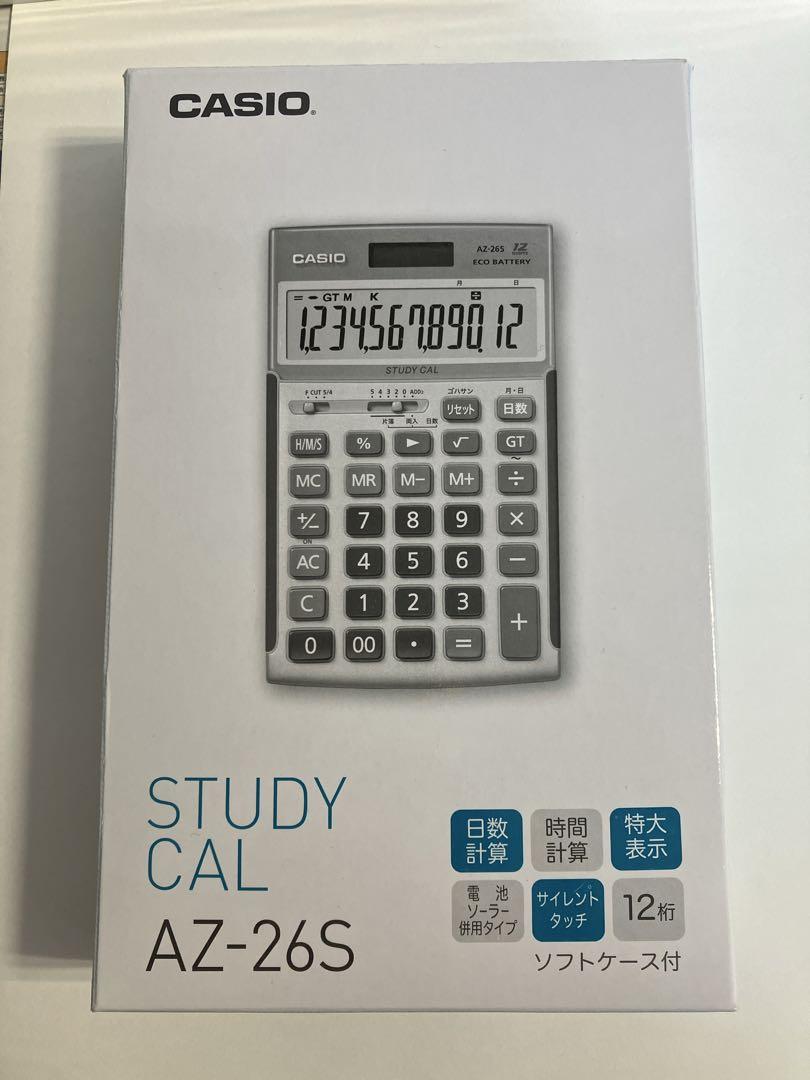 CASIO®
CASIO
AZ-26S 12 DIGITS
ECO BATTERY
月 日
= - GT M K ÷
1,234,567,890,12
STUDY CAL
F CUT 5/4
5 4 3 2 0 ADD2
ゴハサン
月・日
リセット
日数
片落 両入 日数
H/M/S % ▶ √ GT
~
MC MR M− M+ ÷
+/− 7 8 9 ×
ON
AC 4 5 6 −
C 1 2 3 +
0 00 · =
STUDY
CAL
AZ-26S
日数
計算
時間
計算
特大
表示
電池
ソーラー
併用タイプ
サイレント
タッチ
12桁
ソフトケース付